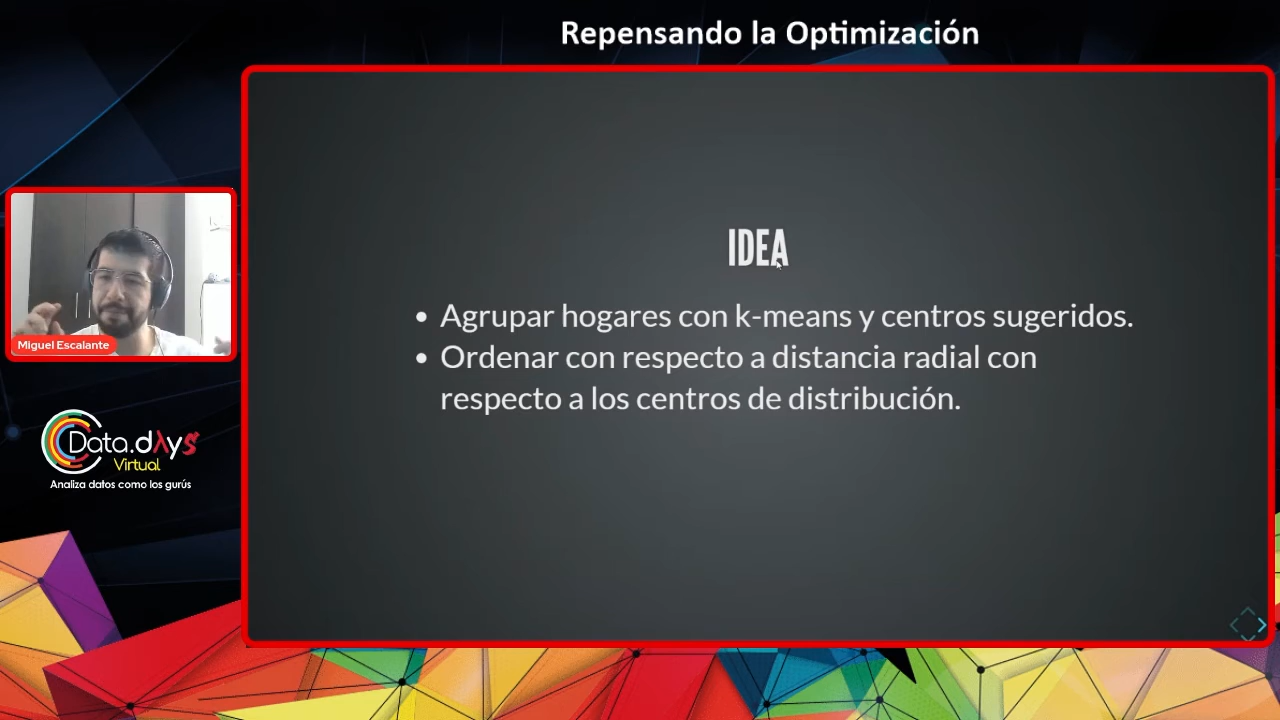 Repensando la Optimización
IDEA
• Agrupar hogares con k-means y centros sugeridos.
• Ordenar con respecto a distancia radial con
respecto a los centros de distribución.
Miguel Escalante
Data.dλys
Virtual
Analiza datos como los gurús